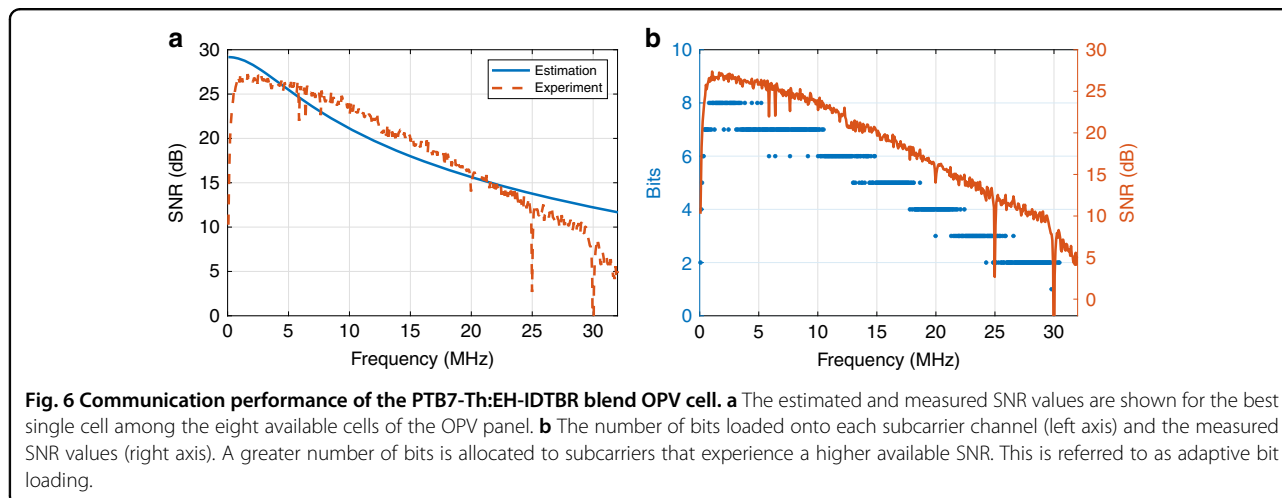 a
30
25
20
15
10
5
0
SNR (dB)
Estimation
Experiment
0 5 10 15 20 25 30
Frequency (MHz)
b
10
8
6
4
2
0
Bits
30
25
20
15
10
5
0
SNR (dB)
0 5 10 15 20 25 30
Frequency (MHz)
Fig. 6 Communication performance of the PTB7-Th:EH-IDTBR blend OPV cell. a The estimated and measured SNR values are shown for the best
single cell among the eight available cells of the OPV panel. b The number of bits loaded onto each subcarrier channel (left axis) and the measured
SNR values (right axis). A greater number of bits is allocated to subcarriers that experience a higher available SNR. This is referred to as adaptive bit
loading.